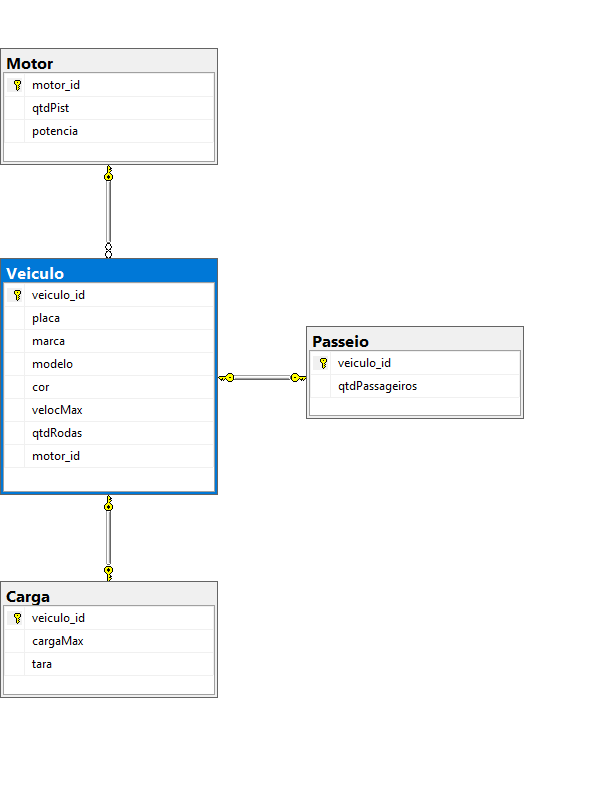 Motor
motor_id
qtdPist
potencia
Veiculo
veiculo_id
placa
marca
modelo
cor
velocMax
qtdRodas
motor_id
Passeio
veiculo_id
qtdPassageiros
Carga
veiculo_id
cargaMax
tara